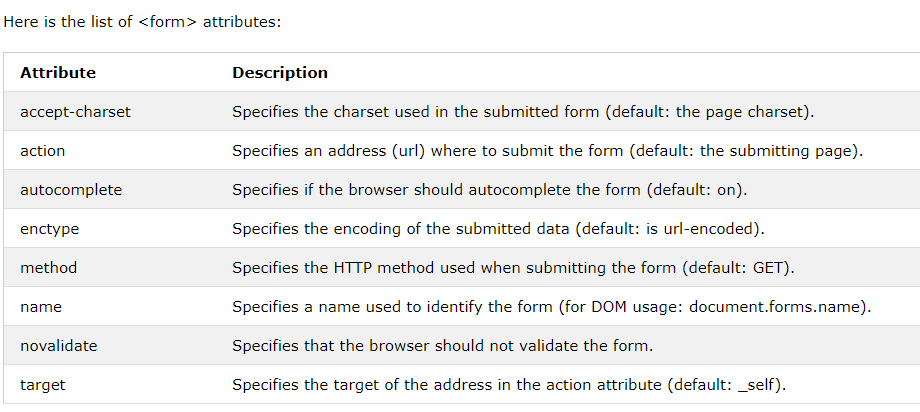 Here is the list of <form> attributes:
Attribute Description
accept-charset Specifies the charset used in the submitted form (default: the page charset).
action Specifies an address (url) where to submit the form (default: the submitting page).
autocomplete Specifies if the browser should autocomplete the form (default: on).
enctype Specifies the encoding of the submitted data (default: is url-encoded).
method Specifies the HTTP method used when submitting the form (default: GET).
name Specifies a name used to identify the form (for DOM usage: document.forms.name).
novalidate Specifies that the browser should not validate the form.
target Specifies the target of the address in the action attribute (default: _self).